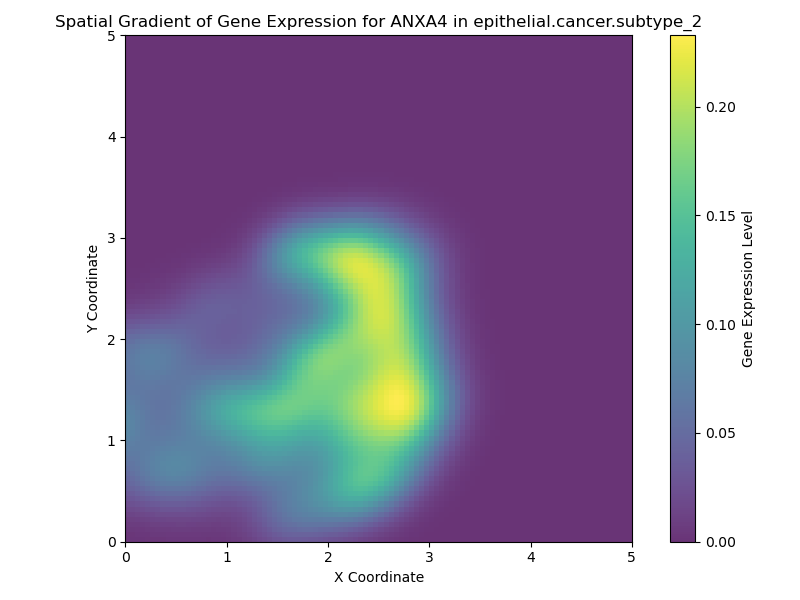 Spatial Gradient of Gene Expression for ANXA4 in epithelial.cancer.subtype_2
5
4
3
2
1
0
0 1 2 3 4 5
X Coordinate
Y Coordinate
0.20
0.15
0.10
0.05
0.00
Gene Expression Level